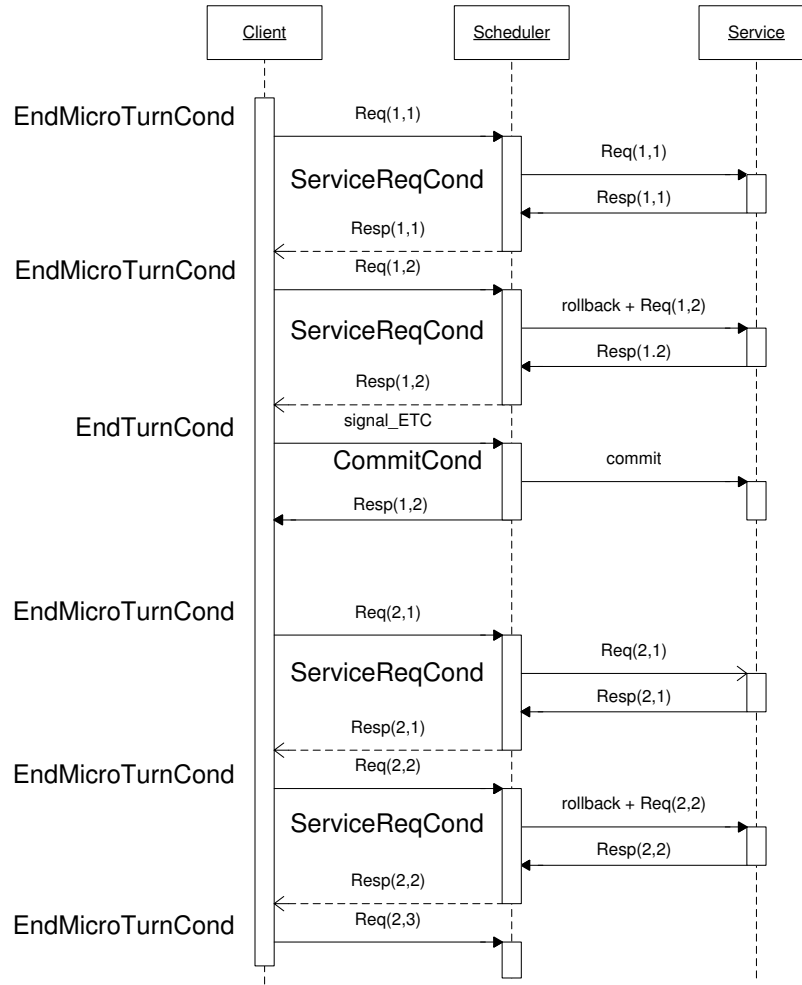 Client
Scheduler
Service
EndMicroTurnCond
Req(1,1)
Req(1,1)
ServiceReqCond
Resp(1,1)
Resp(1,1)
EndMicroTurnCond
Req(1,2)
rollback + Req(1,2)
ServiceReqCond
Resp(1.2)
Resp(1,2)
EndTurnCond
signal_ETC
CommitCond
commit
Resp(1,2)
EndMicroTurnCond
Req(2,1)
Req(2,1)
ServiceReqCond
Resp(2,1)
Resp(2,1)
EndMicroTurnCond
Req(2,2)
rollback + Req(2,2)
ServiceReqCond
Resp(2,2)
Resp(2,2)
EndMicroTurnCond
Req(2,3)